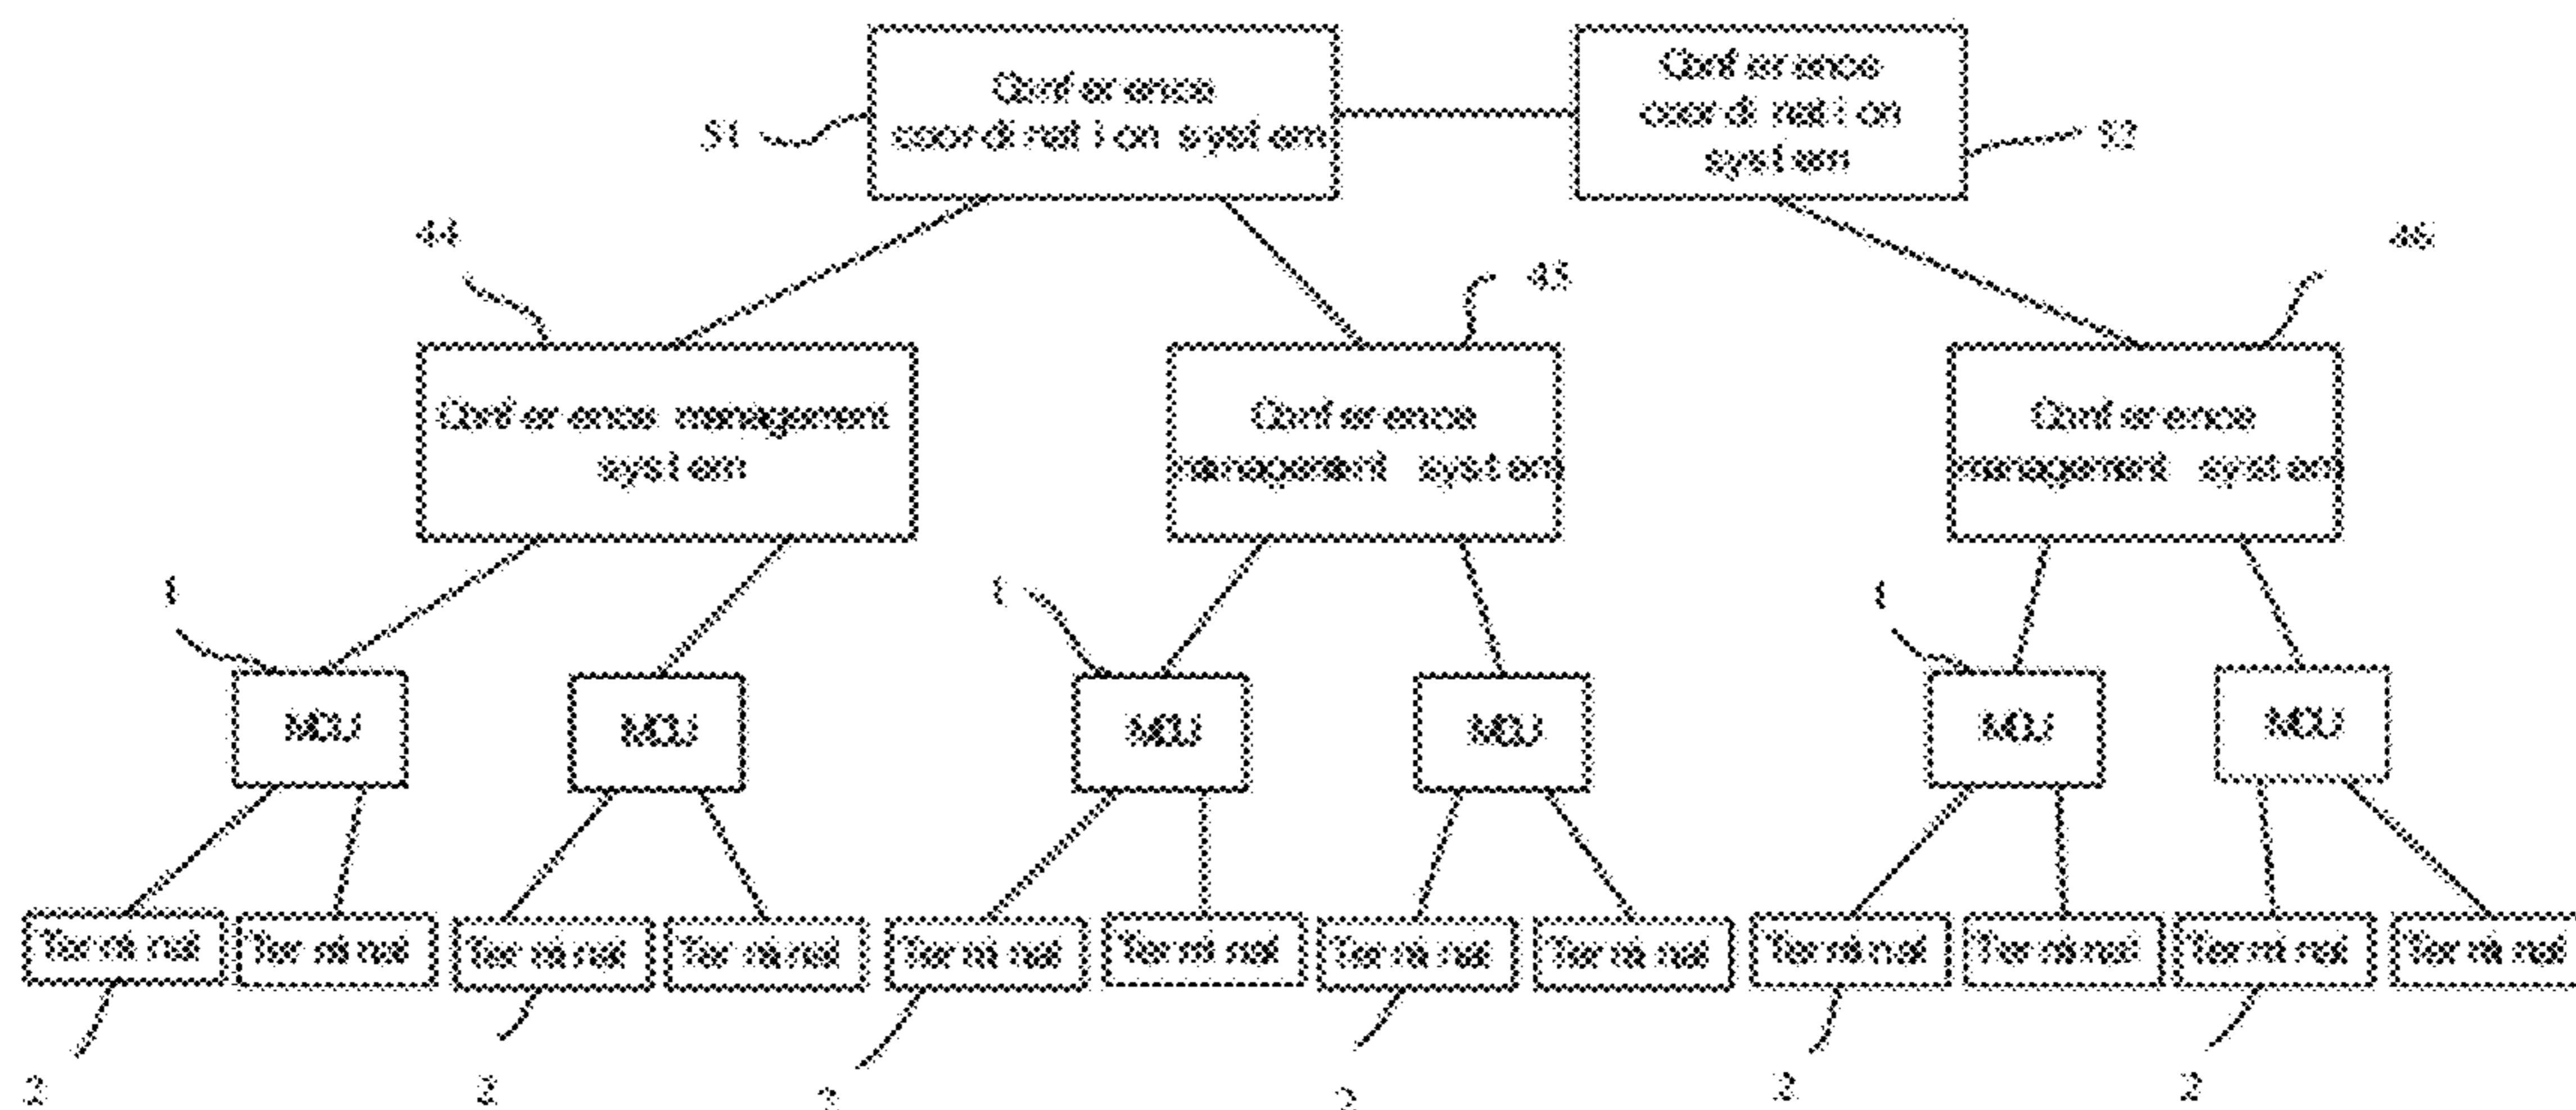 Conference
coordination system
Conference
coordination
system
51
52
44
45
46
Conference management
system
Conference
management system
Conference
management system
1
1
1
MCU
MCU
MCU
MCU
MCU
MCU
Terminal
Terminal
Terminal
Terminal
Terminal
Terminal
Terminal
Terminal
Terminal
Terminal
Terminal
Terminal
2
2
2
2
2
2